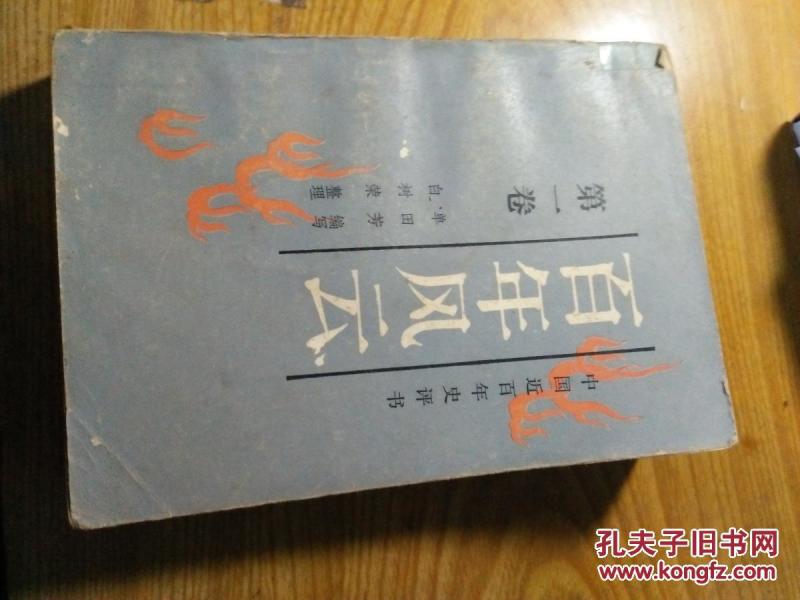 中国近百年史评书
百年风云
单田芳 编写
白树荣 整理
第一卷
孔夫子旧书网
www.kongfz.com